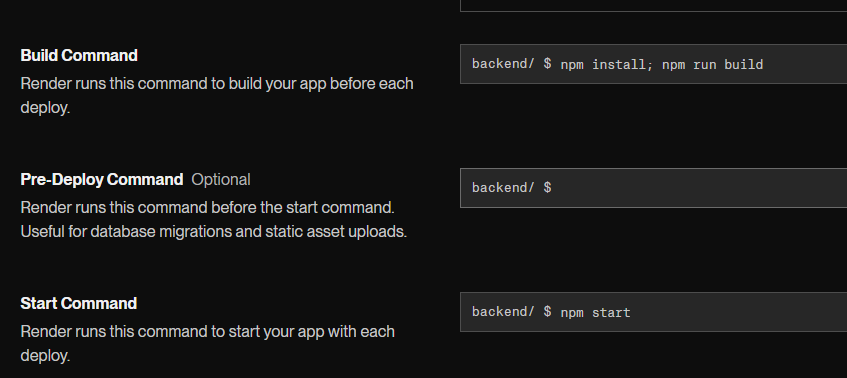 Build Command
backend/ $ npm install; npm run build
Render runs this command to build your app before each
deploy.
Pre-Deploy Command Optional
backend/ $
Render runs this command before the start command.
Useful for database migrations and static asset uploads.
Start Command
backend/ $ npm start
Render runs this command to start your app with each
deploy.